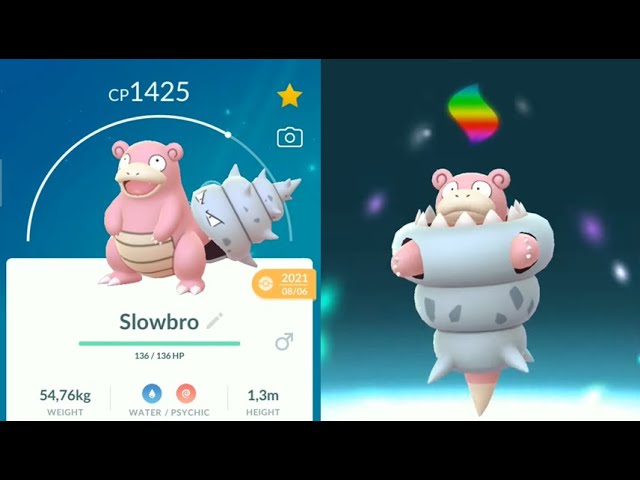 CP1425
2021
08/06
Slowbro
136 / 136 HP
54,76kg
WEIGHT
WATER / PSYCHIC
1,3m
HEIGHT